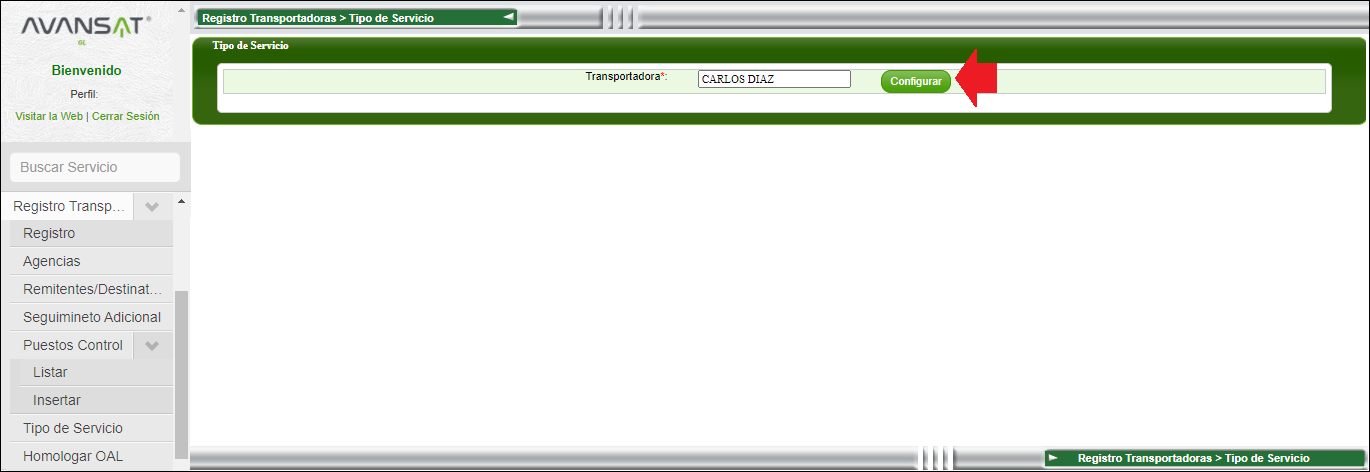 AVANSAT®
GL
Bienvenido
Perfil:
Visitar la Web | Cerrar Sesión
Buscar Servicio
Registro Transp...
Registro
Agencias
Remitentes/Destinat...
Seguimineto Adicional
Puestos Control
Listar
Insertar
Tipo de Servicio
Homologar OAL
Registro Transportadoras > Tipo de Servicio
Tipo de Servicio
Transportadora*: CARLOS DIAZ Configurar
Registro Transportadoras > Tipo de Servicio